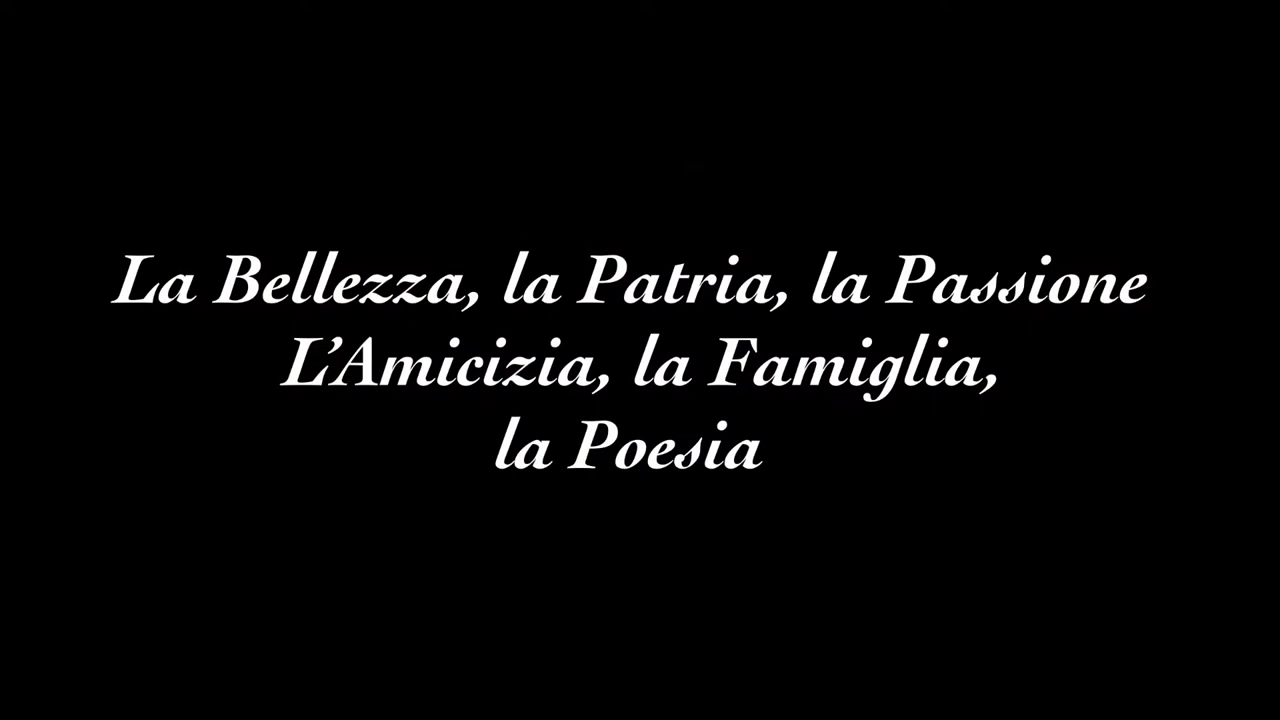 La Bellezza, la Patria, la Passione
L’Amicizia, la Famiglia,
la Poesia